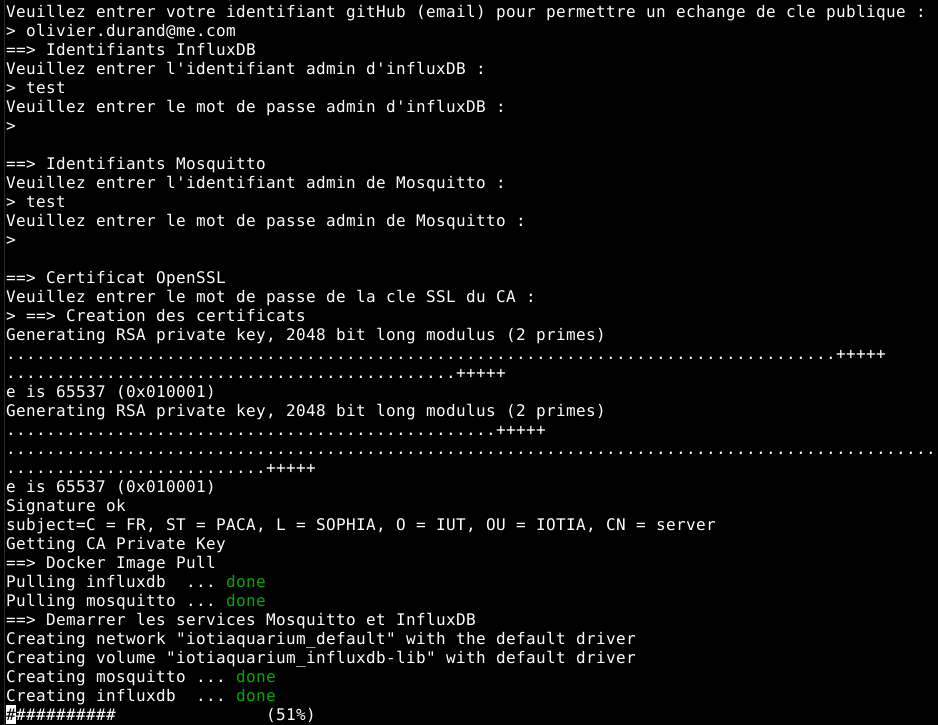 Veuillez entrer votre identifiant gitHub (email) pour permettre un echange de cle publique :
> olivier.durand@me.com
==> Identifiants InfluxDB
Veuillez entrer l'identifiant admin d'influxDB :
> test
Veuillez entrer le mot de passe admin d'influxDB :
>
==> Identifiants Mosquitto
Veuillez entrer l'identifiant admin de Mosquitto :
> test
Veuillez entrer le mot de passe admin de Mosquitto :
>
==> Certificat OpenSSL
Veuillez entrer le mot de passe de la cle SSL du CA :
> ==> Creation des certificats
Generating RSA private key, 2048 bit long modulus (2 primes)
...................................................................................+++++
.............................................+++++
e is 65537 (0x010001)
Generating RSA private key, 2048 bit long modulus (2 primes)
.................................................+++++
.............................................................................................
..........................+++++
e is 65537 (0x010001)
Signature ok
subject=C = FR, ST = PACA, L = SOPHIA, O = IUT, OU = IOTIA, CN = server
Getting CA Private Key
==> Docker Image Pull
Pulling influxdb  ... done
Pulling mosquitto ... done
==> Demarrer les services Mosquitto et InfluxDB
Creating network "iotiaquarium_default" with the default driver
Creating volume "iotiaquarium_influxdb-lib" with default driver
Creating mosquitto ... done
Creating influxdb  ... done
###########               (51%)